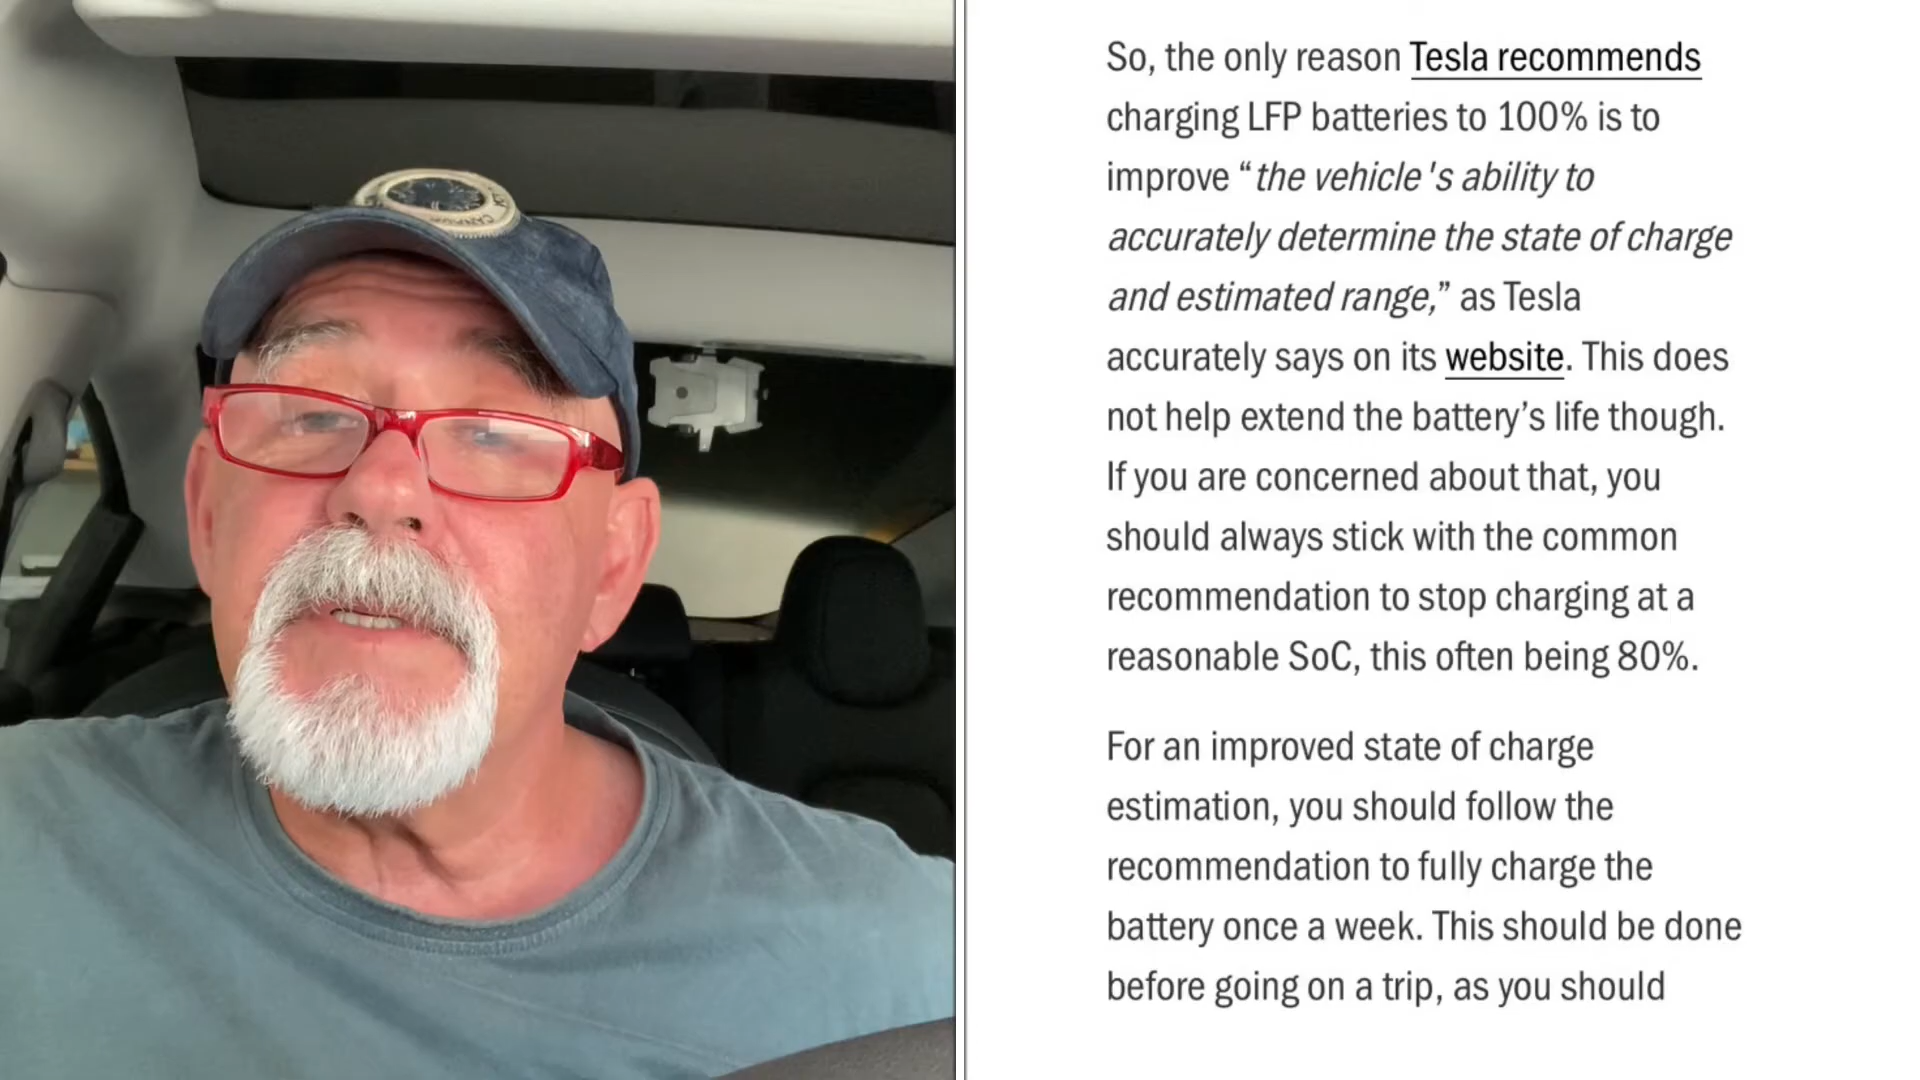 So, the only reason Tesla recommends
charging LFP batteries to 100% is to
improve “the vehicle's ability to
accurately determine the state of charge
and estimated range,” as Tesla
accurately says on its website. This does
not help extend the battery’s life though.
If you are concerned about that, you
should always stick with the common
recommendation to stop charging at a
reasonable SoC, this often being 80%.
For an improved state of charge
estimation, you should follow the
recommendation to fully charge the
battery once a week. This should be done
before going on a trip, as you should